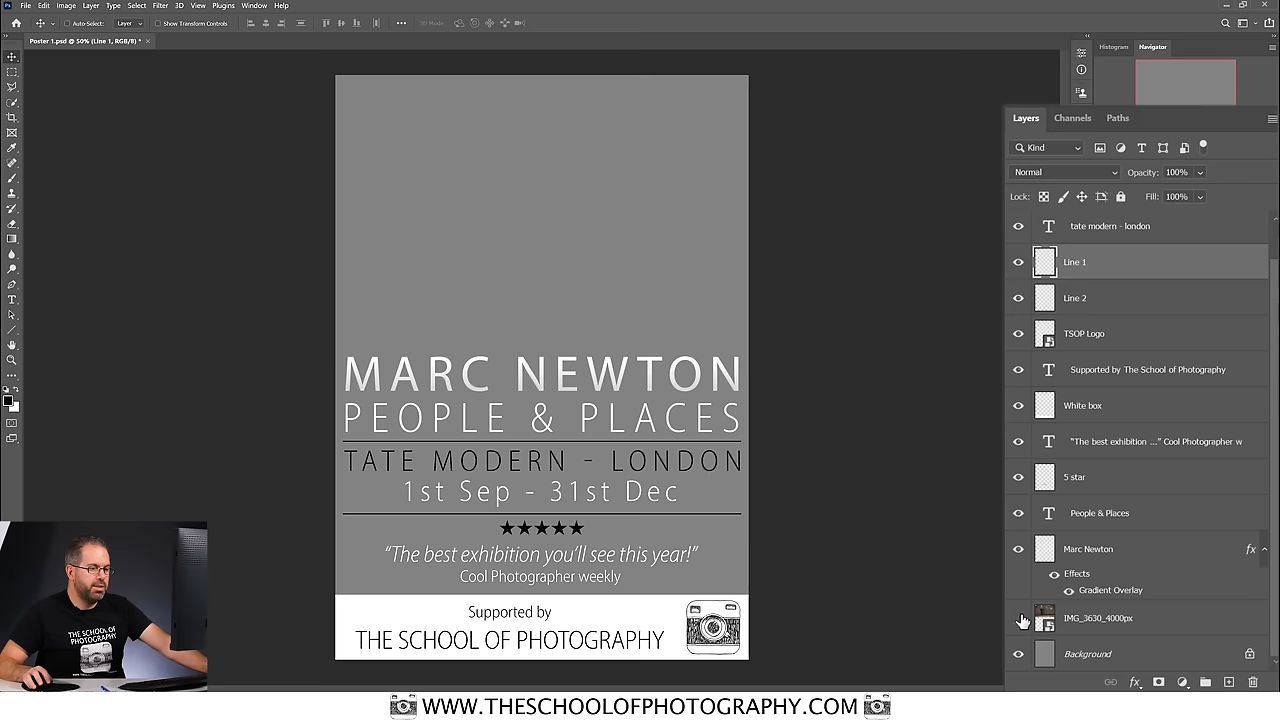 File Edit Image Layer Type Select Filter 3D View Plugins Window Help
Auto-Select: Layer Show Transform Controls 3D Mode:
Poster 1.psd @ 50% (Line 1, RGB/8) *
Histogram Navigator
Layers Channels Paths
Kind
Normal Opacity: 100%
Lock: Fill: 100%
tate modern - london
Line 1
Line 2
TSOP Logo
Supported by The School of Photography
White box
"The best exhibition ..." Cool Photographer w
5 star
People & Places
Marc Newton fx
Effects
Gradient Overlay
IMG_3630_4000px
Background
fx
MARC NEWTON
PEOPLE & PLACES
TATE MODERN - LONDON
1st Sep - 31st Dec
★★★★★
“The best exhibition you’ll see this year!”
Cool Photographer weekly
Supported by
THE SCHOOL OF PHOTOGRAPHY
THE SCHOOL OF
PHOTOGRAPHY
WWW.THESCHOOLOFPHOTOGRAPHY.COM